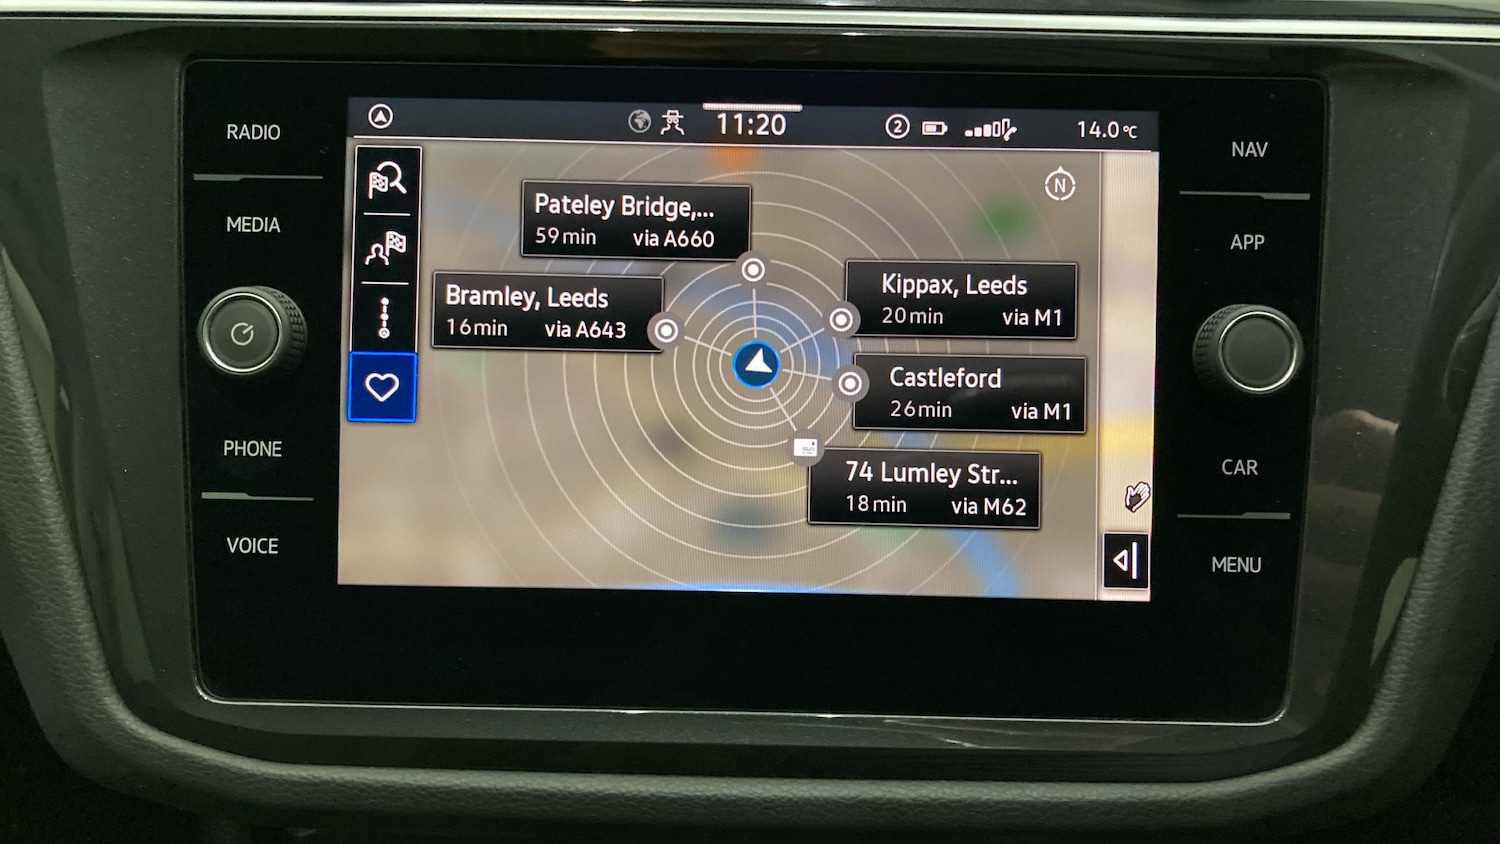 RADIO
MEDIA
PHONE
VOICE
11:20
2
14.0°C
N
Pateley Bridge,...
59 min via A660
Bramley, Leeds
16 min via A643
Kippax, Leeds
20 min via M1
Castleford
26 min via M1
74 Lumley Str...
18 min via M62
NAV
APP
CAR
MENU